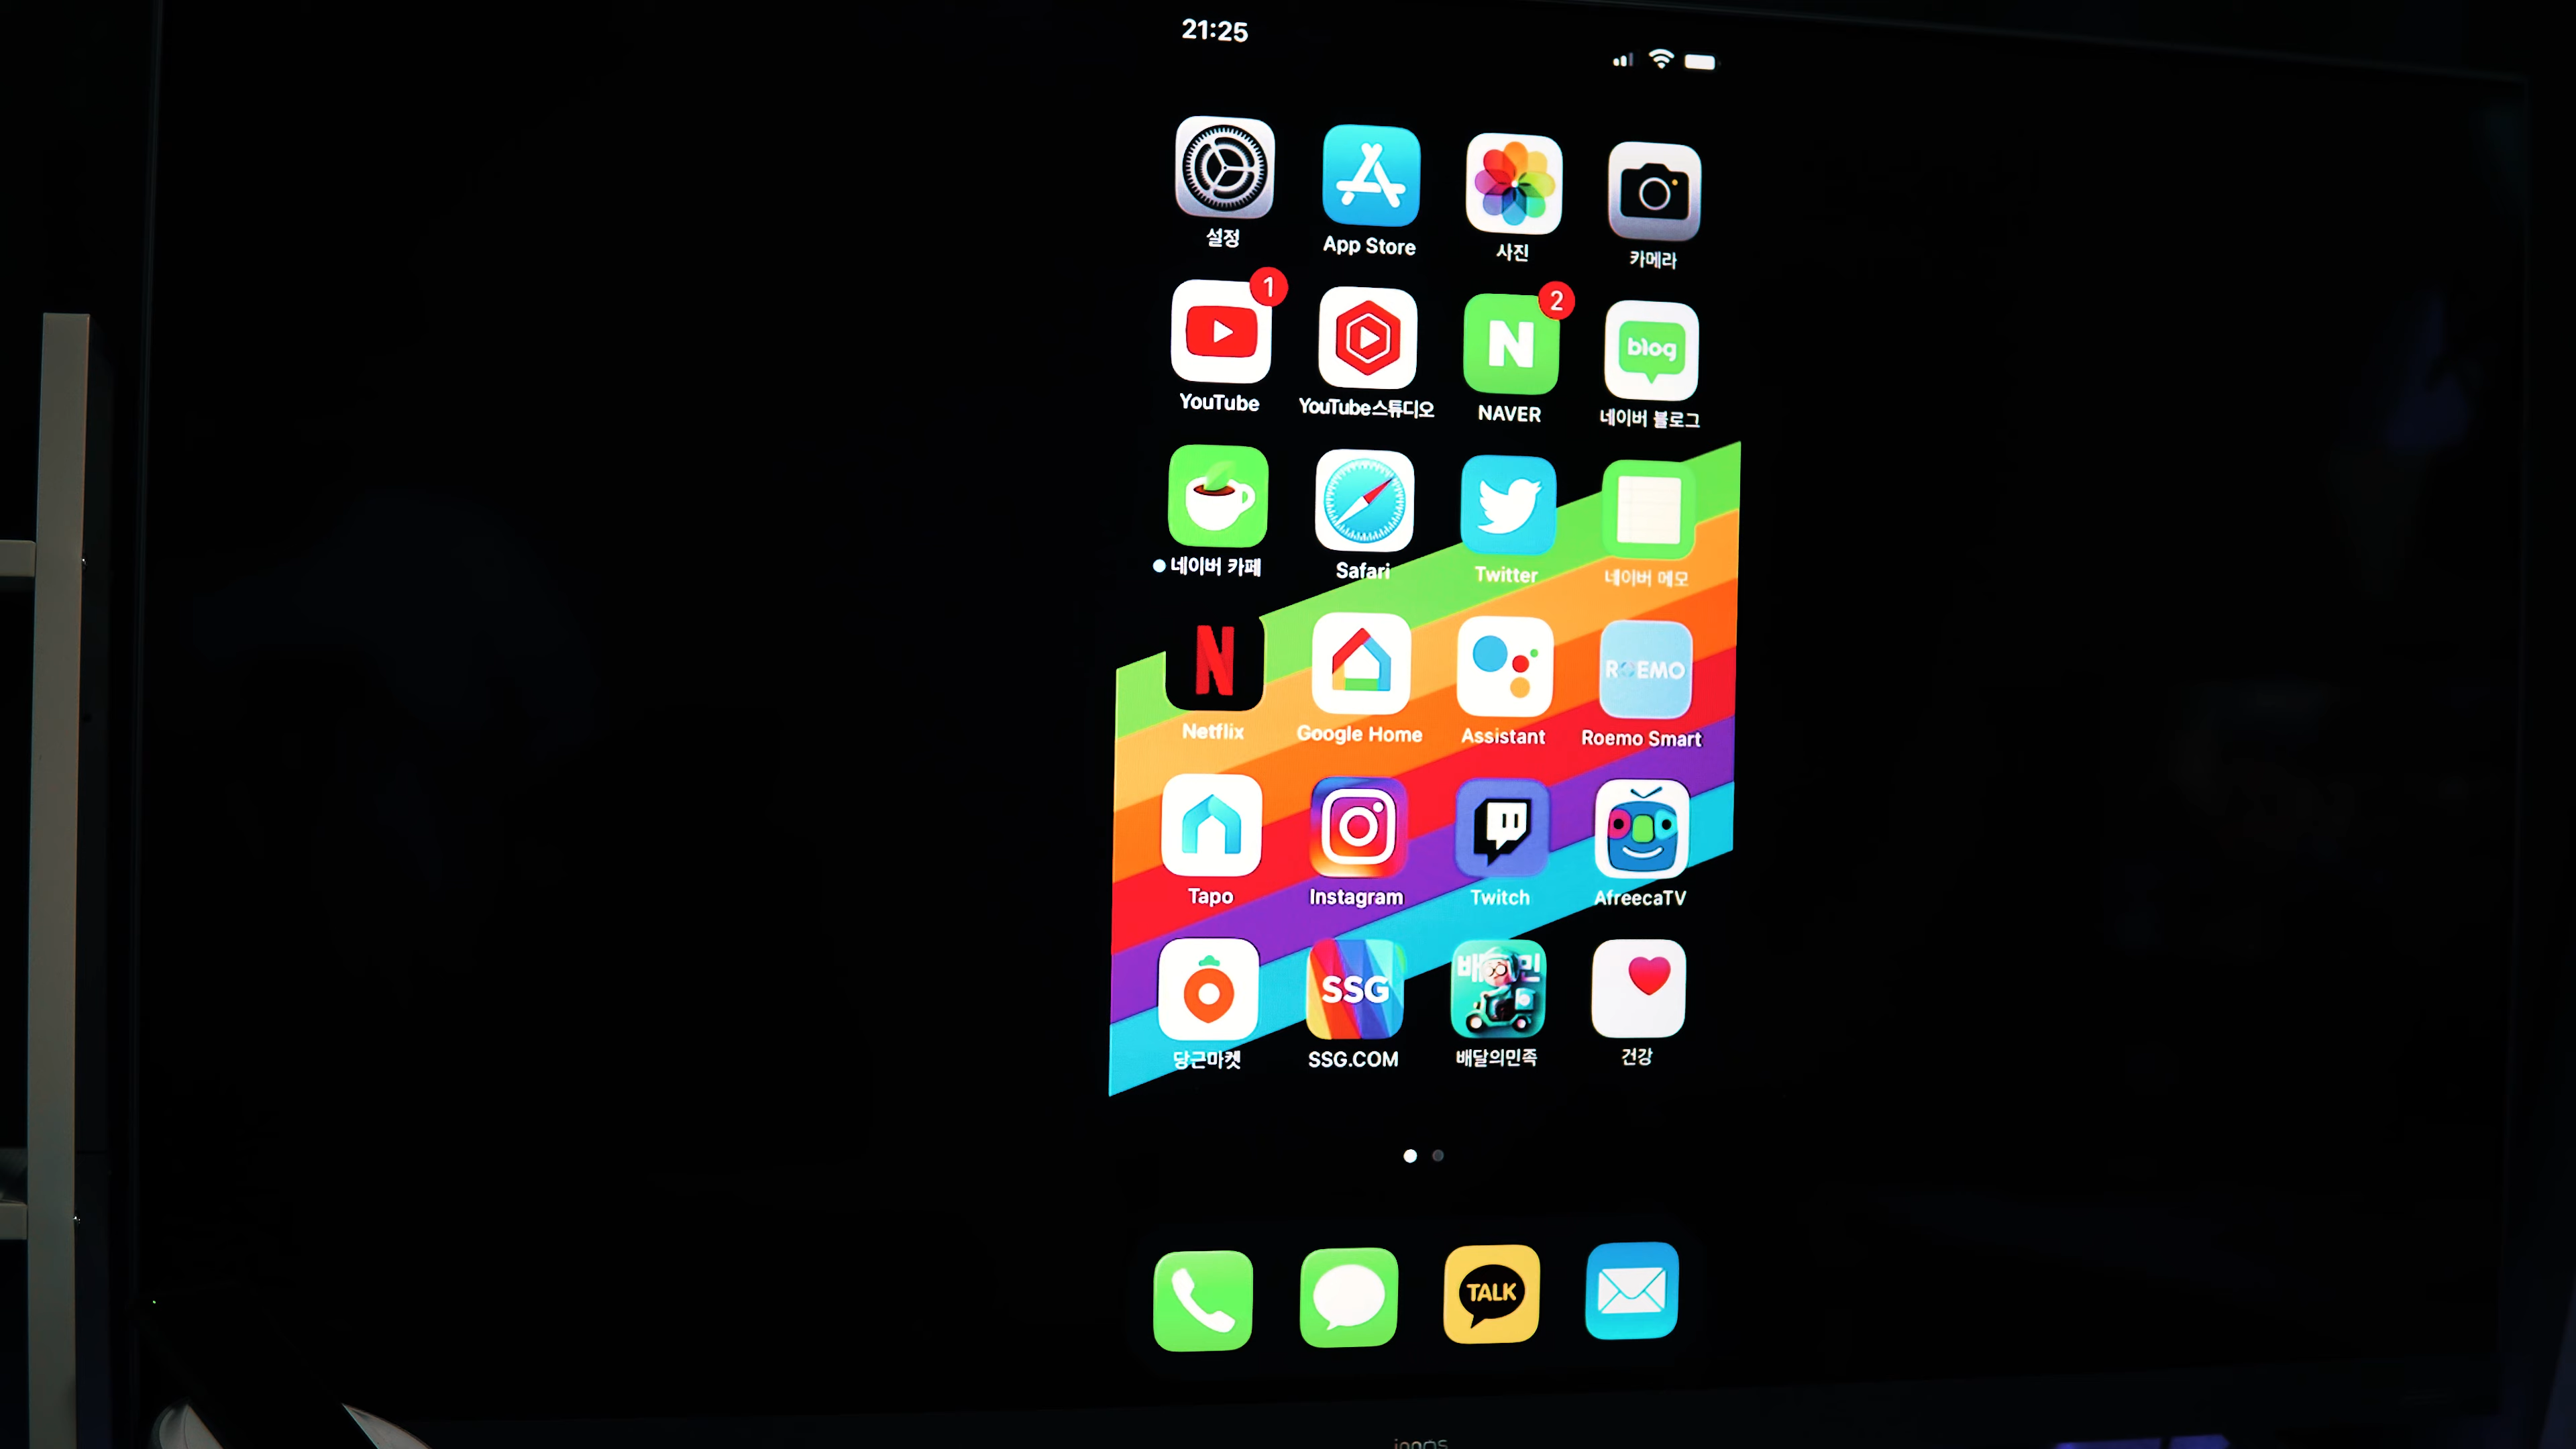 21:25
설정
App Store
사진
카메라
1
2
N
blog
YouTube
YouTube스튜디오
NAVER
네이버 블로그
네이버 카페
Safari
Twitter
네이버 메모
N
ROEMO
Netflix
Google Home
Assistant
Roemo Smart
Tapo
Instagram
Twitch
AfreecaTV
SSG
당근마켓
SSG.COM
배달의민족
건강
TALK